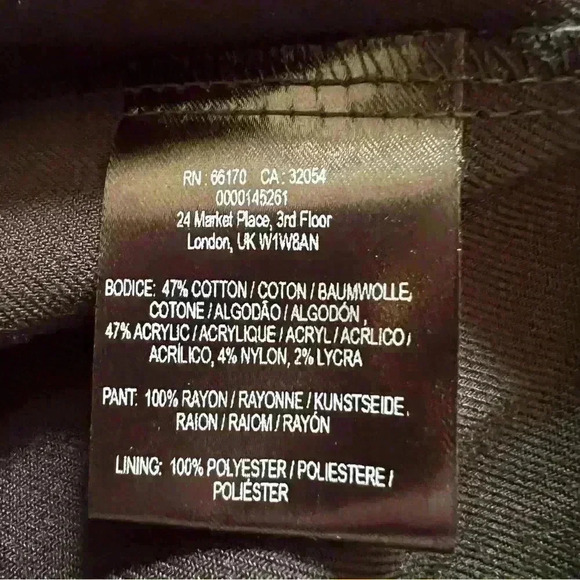 RN : 66170 CA : 32054
0000145261
24 Market Place, 3rd Floor
London, UK W1W8AN
BODICE: 47% COTTON / COTON / BAUMWOLLE,
COTONE / ALGODÃO / ALGODÓN ,
47% ACRYLIC / ACRYLIQUE / ACRYL / ACRLICO /
ACRÍLICO, 4% NYLON, 2% LYCRA
PANT: 100% RAYON / RAYONNE / KUNSTSEIDE,
RAION / RAIOM / RAYÓN
LINING: 100% POLYESTER / POLIESTERE /
POLIÉSTER